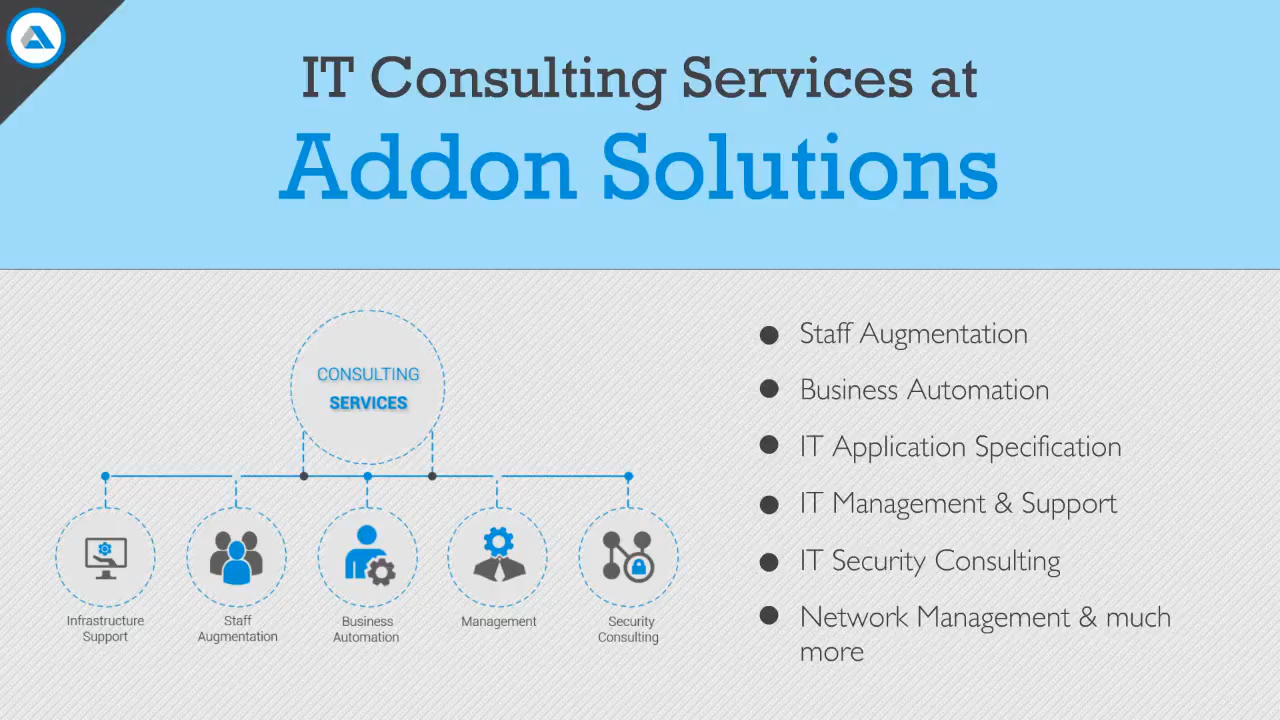 IT Consulting Services at
Addon Solutions
CONSULTING
SERVICES
Infrastructure
Support
Staff
Augmentation
Business
Automation
Management
Security
Consulting
Staff Augmentation
Business Automation
IT Application Specification
IT Management & Support
IT Security Consulting
Network Management & much
more